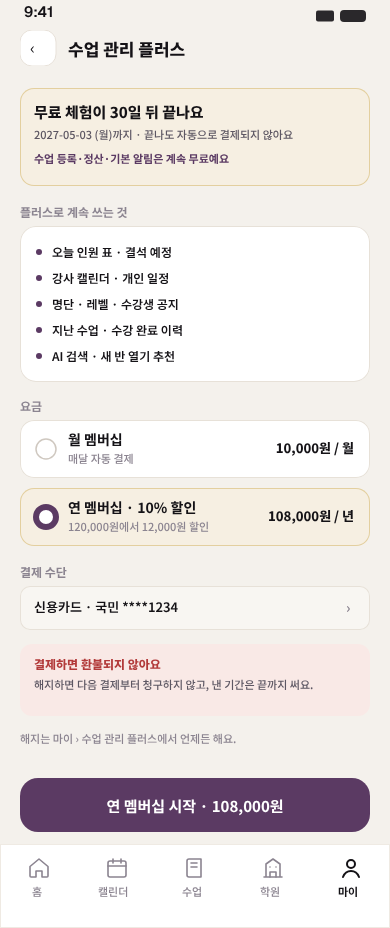 9:41
‹ 수업 관리 플러스
무료 체험이 30일 뒤 끝나요
2027-05-03 (월)까지 · 끝나도 자동으로 결제되지 않아요
수업 등록·정산·기본 알림은 계속 무료예요
플러스로 계속 쓰는 것
오늘 인원 표 · 결석 예정
강사 캘린더 · 개인 일정
명단 · 레벨 · 수강생 공지
지난 수업 · 수강 완료 이력
AI 검색 · 새 반 열기 추천
요금
월 멤버십
매달 자동 결제
10,000원 / 월
연 멤버십 · 10% 할인
120,000원에서 12,000원 할인
108,000원 / 년
결제 수단
신용카드 · 국민 ****1234 ›
결제하면 환불되지 않아요
해지하면 다음 결제부터 청구하지 않고, 낸 기간은 끝까지 써요.
해지는 마이 › 수업 관리 플러스에서 언제든 해요.
연 멤버십 시작 · 108,000원
홈 캘린더 수업 학원 마이